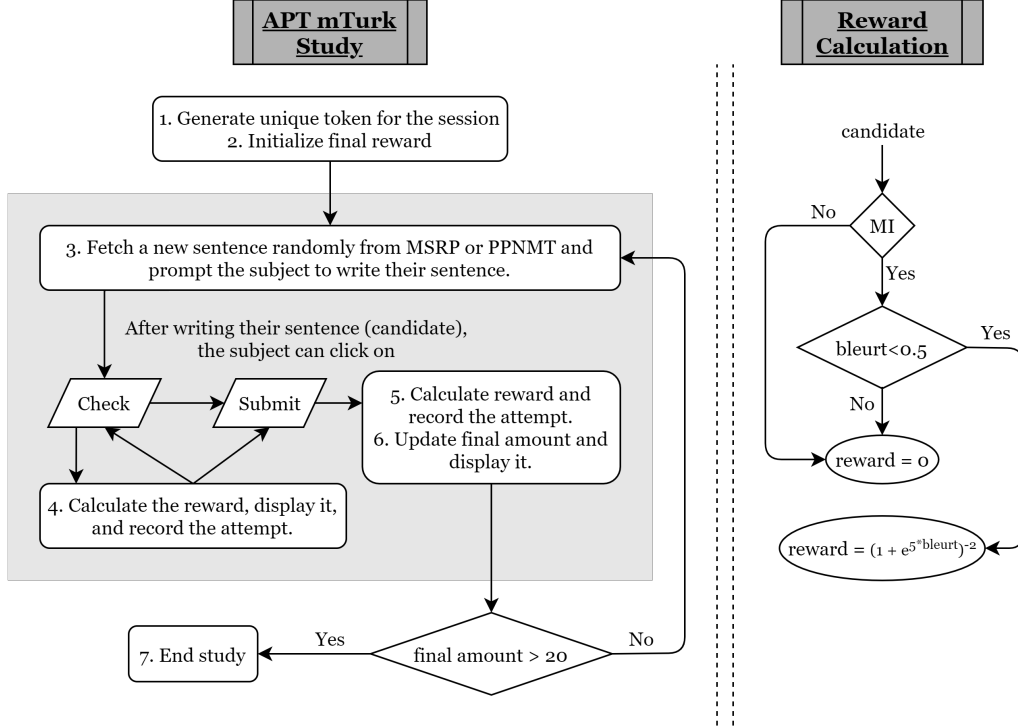 APT mTurk
Study
1. Generate unique token for the session
2. Initialize final reward
3. Fetch a new sentence randomly from MSRP or PPNMT and
prompt the subject to write their sentence.
After writing their sentence (candidate),
the subject can click on
Check
Submit
5. Calculate reward and
record the attempt.
6. Update final amount and
display it.
4. Calculate the reward, display it,
and record the attempt.
final amount > 20
Yes
No
7. End study
Reward
Calculation
candidate
MI
No
Yes
bleurt<0.5
Yes
No
reward = 0
reward = (1 + e^5*bleurt)^-2